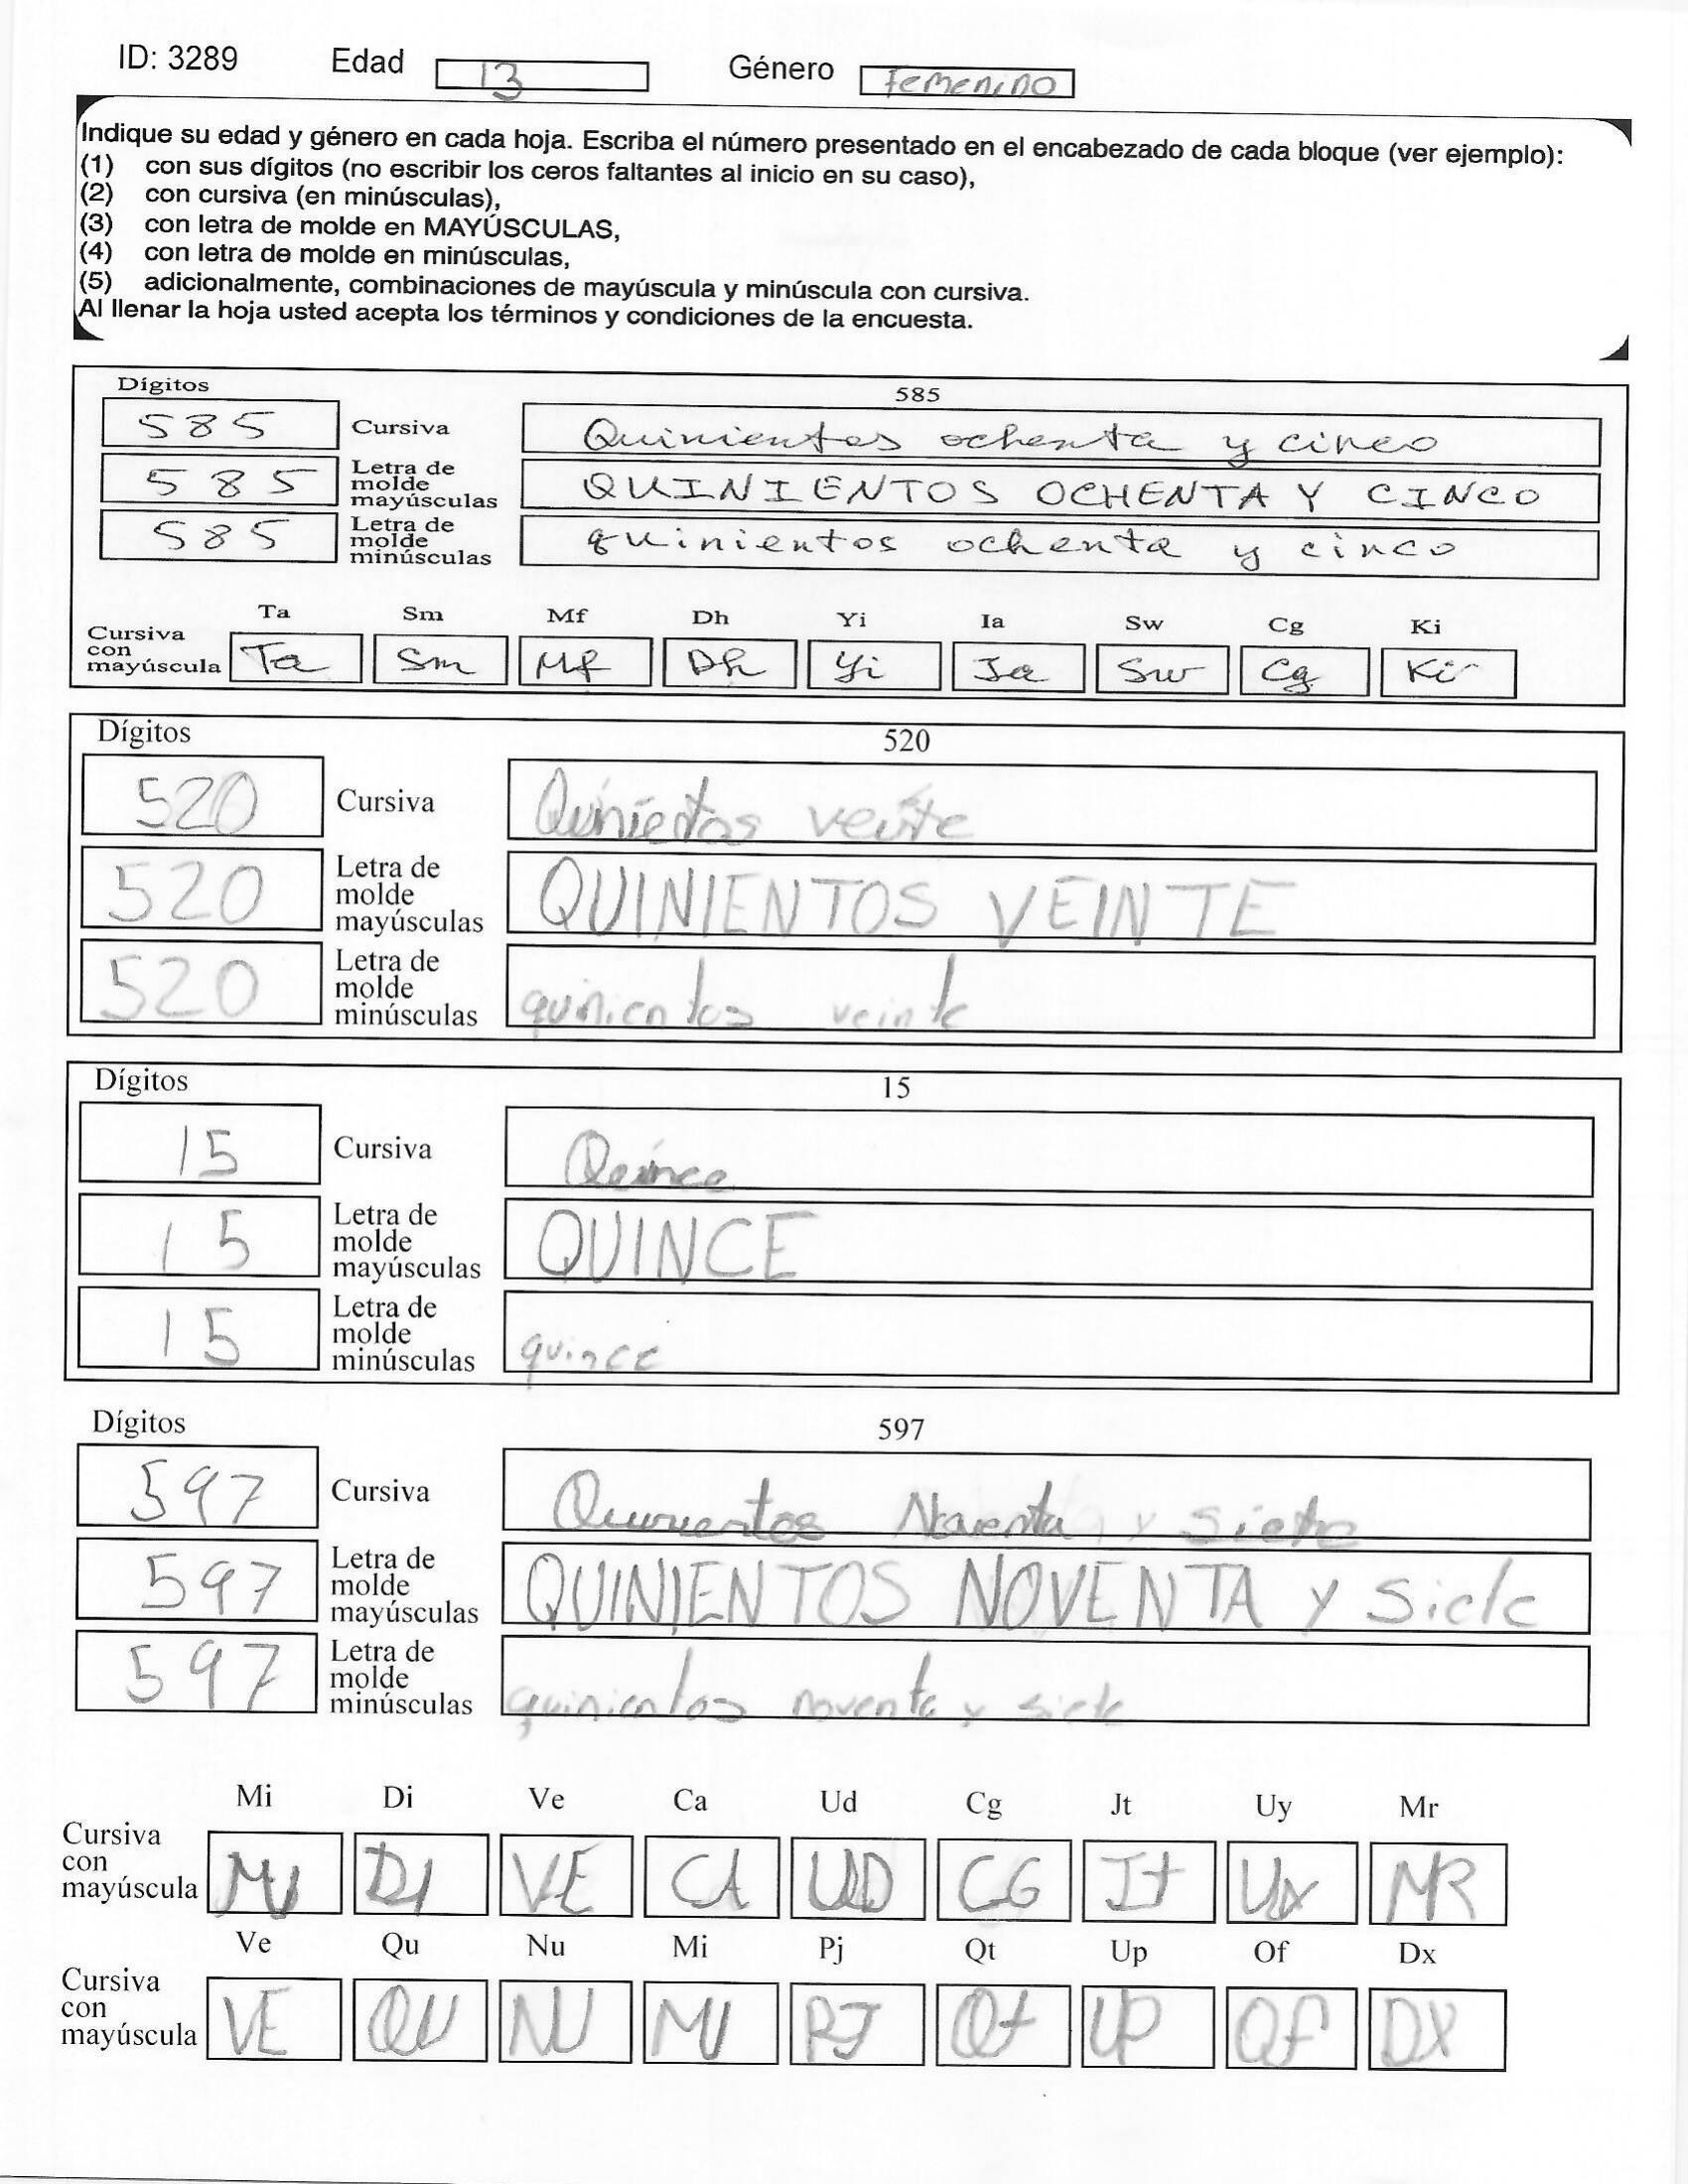 ID: 3289 Edad 13 Género femenino
Indique su edad y género en cada hoja. Escriba el número presentado en el encabezado de cada bloque (ver ejemplo):
(1) con sus dígitos (no escribir los ceros faltantes al inicio en su caso),
(2) con cursiva (en minúsculas),
(3) con letra de molde en MAYÚSCULAS,
(4) con letra de molde en minúsculas,
(5) adicionalmente, combinaciones de mayúscula y minúscula con cursiva.
Al llenar la hoja usted acepta los términos y condiciones de la encuesta.
Dígitos 585
585 Cursiva Quinientos ochenta y cinco
585 Letra de molde mayúsculas QUINIENTOS OCHENTA Y CINCO
585 Letra de molde minúsculas quinientos ochenta y cinco
Ta Sm Mf Dh Yi Ia Sw Cg Ki
Cursiva con mayúscula Ta Sm Mf Dh Yi Ia Sw Cg Ki
Dígitos 520
520 Cursiva Quinientos veinte
520 Letra de molde mayúsculas QUINIENTOS VEINTE
520 Letra de molde minúsculas quinientos veinte
Dígitos 15
15 Cursiva Quince
15 Letra de molde mayúsculas QUINCE
15 Letra de molde minúsculas quince
Dígitos 597
597 Cursiva Quinientos Noventa y siete
597 Letra de molde mayúsculas QUINIENTOS NOVENTA y Siete
597 Letra de molde minúsculas quinientos noventa y siete
Mi Di Ve Ca Ud Cg Jt Uy Mr
Cursiva con mayúscula MI DI VE CA UD CG Jt Uy MR
Ve Qu Nu Mi Pj Qt Up Of Dx
Cursiva con mayúscula VE QU NU MI PJ Qt UP OF DX